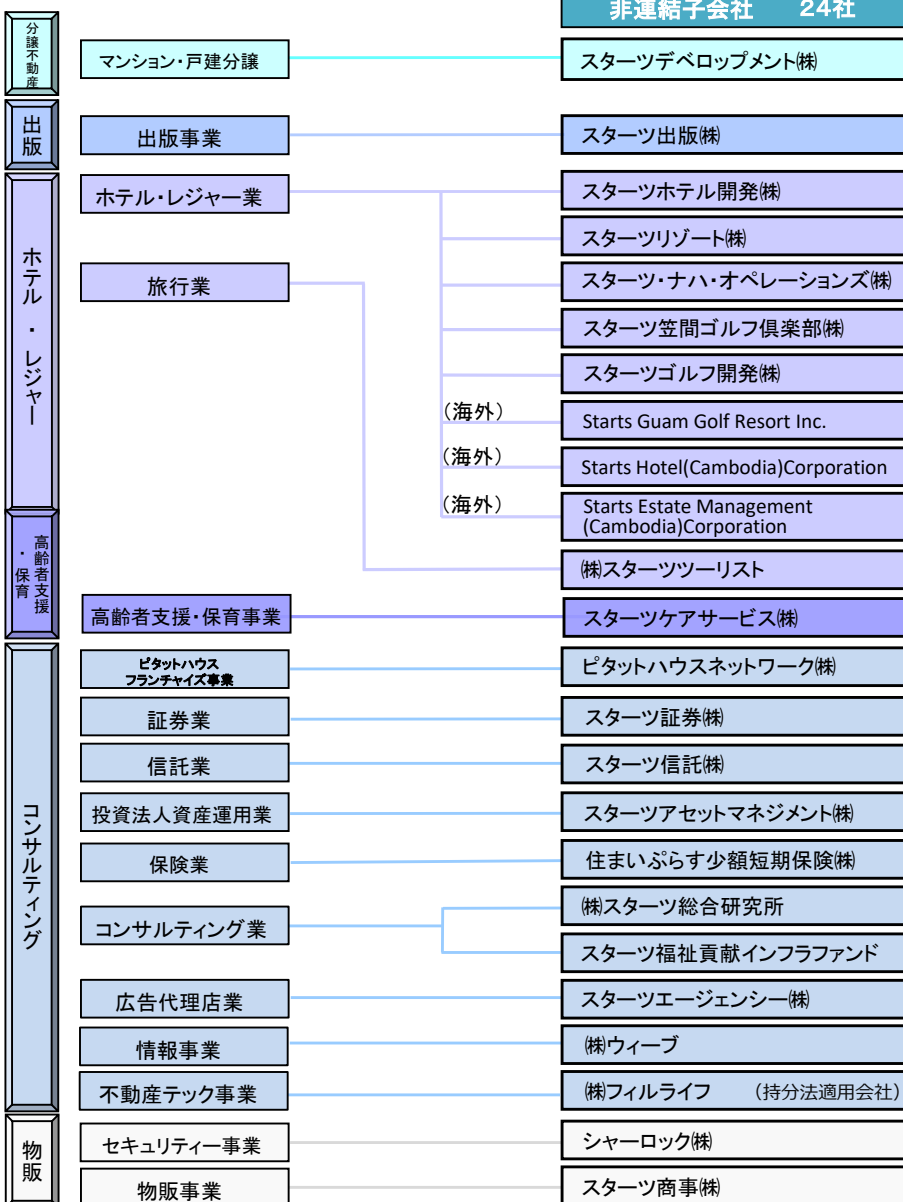 非連結子会社 24社
分譲不動産
マンション・戸建分譲
スターツデベロップメント㈱
出版
出版事業
スターツ出版㈱
ホテル・レジャー
ホテル・レジャー業
スターツホテル開発㈱
スターツリゾート㈱
旅行業
スターツ・ナハ・オペレーションズ㈱
スターツ笠間ゴルフ倶楽部㈱
スターツゴルフ開発㈱
(海外)
Starts Guam Golf Resort Inc.
(海外)
Starts Hotel(Cambodia)Corporation
(海外)
Starts Estate Management
(Cambodia)Corporation
㈱スターツツーリスト
高齢者支援
・保育
高齢者支援・保育事業
スターツケアサービス㈱
コンサルティング
ピタットハウス
フランチャイズ事業
ピタットハウスネットワーク㈱
証券業
スターツ証券㈱
信託業
スターツ信託㈱
投資法人資産運用業
スターツアセットマネジメント㈱
保険業
住まいぷらす少額短期保険㈱
コンサルティング業
㈱スターツ総合研究所
スターツ福祉貢献インフラファンド
広告代理店業
スターツエージェンシー㈱
情報事業
㈱ウィーブ
不動産テック事業
㈱フィルライフ (持分法適用会社)
物販
セキュリティー事業
シャーロック㈱
物販事業
スターツ商事㈱